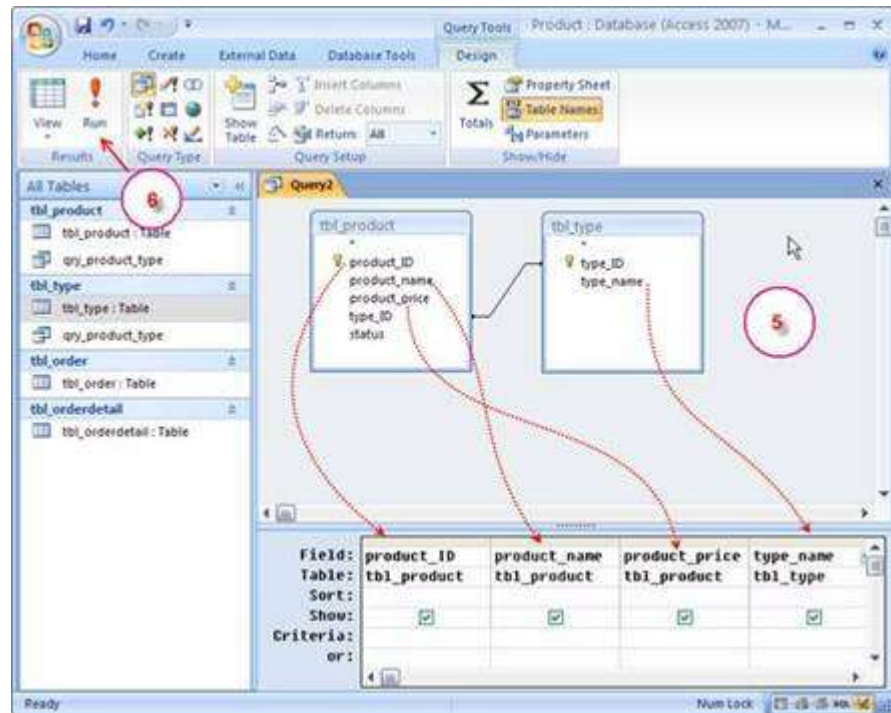 Query Tools Product : Database (Access 2007) - M...
Home Create External Data Database Tools Design
View Run Show Table Insert Columns Delete Columns Return: All Totals Property Sheet Table Names Parameters
Results Query Type Query Setup Show/Hide
All Tables
tbl_product
tbl_product : Table
qry_product_type
tbl_type
tbl_type : Table
qry_product_type
tbl_order
tbl_order : Table
tbl_orderdetail
tbl_orderdetail : Table
6
Query2
tbl_product
*
product_ID
product_name
product_price
type_ID
status
tbl_type
*
type_ID
type_name
5
Field: product_ID product_name product_price type_name
Table: tbl_product tbl_product tbl_product tbl_type
Sort:
Show:
Criteria:
or:
Ready Num Lock SQL